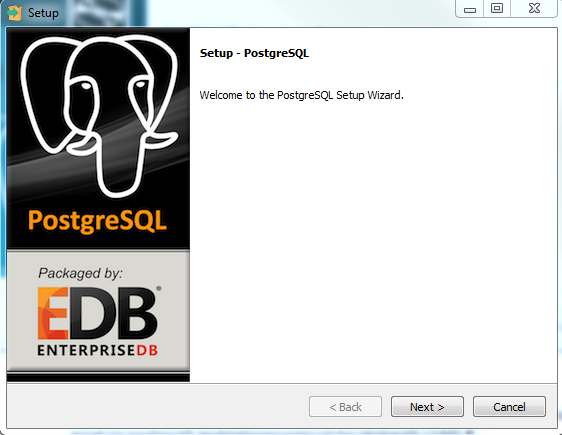 Setup
Setup - PostgreSQL
Welcome to the PostgreSQL Setup Wizard.
PostgreSQL
Packaged by:
EDB®
ENTERPRISEDB
< Back
Next >
Cancel